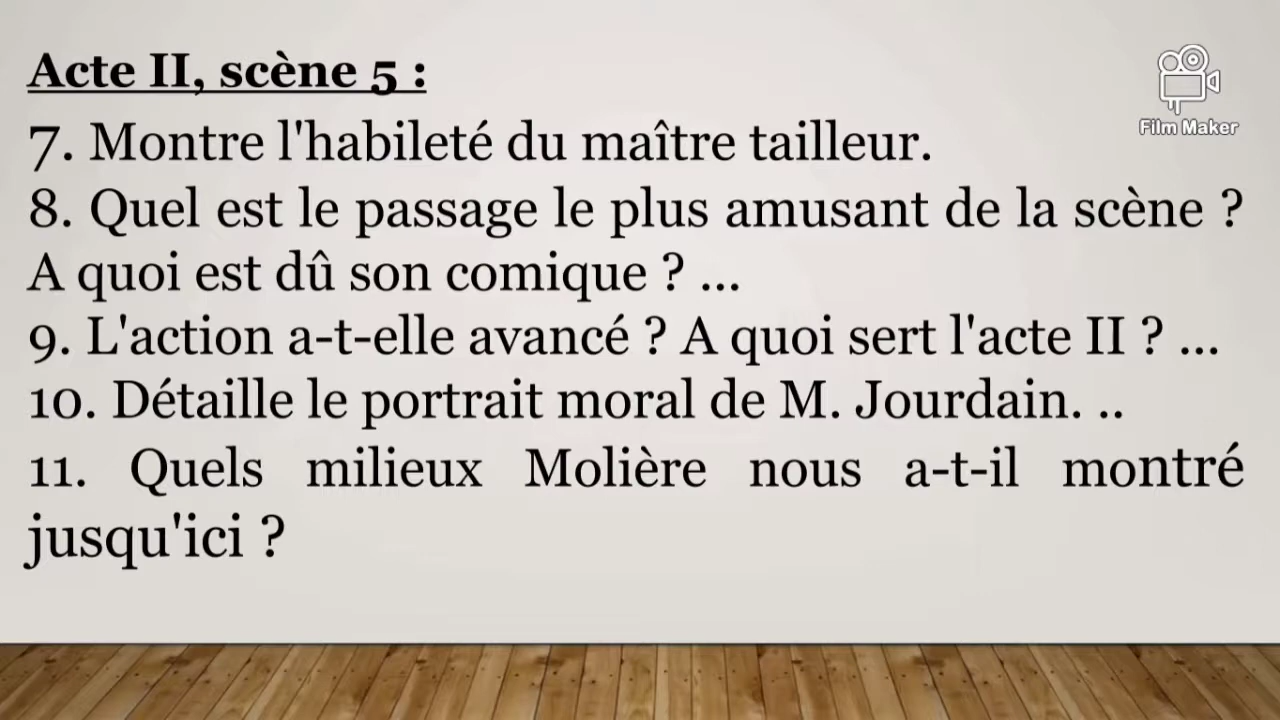 Acte II, scène 5 :
Film Maker
7. Montre l'habileté du maître tailleur.
8. Quel est le passage le plus amusant de la scène ?
A quoi est dû son comique ? ...
9. L'action a-t-elle avancé ? A quoi sert l'acte II ? ...
10. Détaille le portrait moral de M. Jourdain. ..
11. Quels milieux Molière nous a-t-il montré
jusqu'ici ?